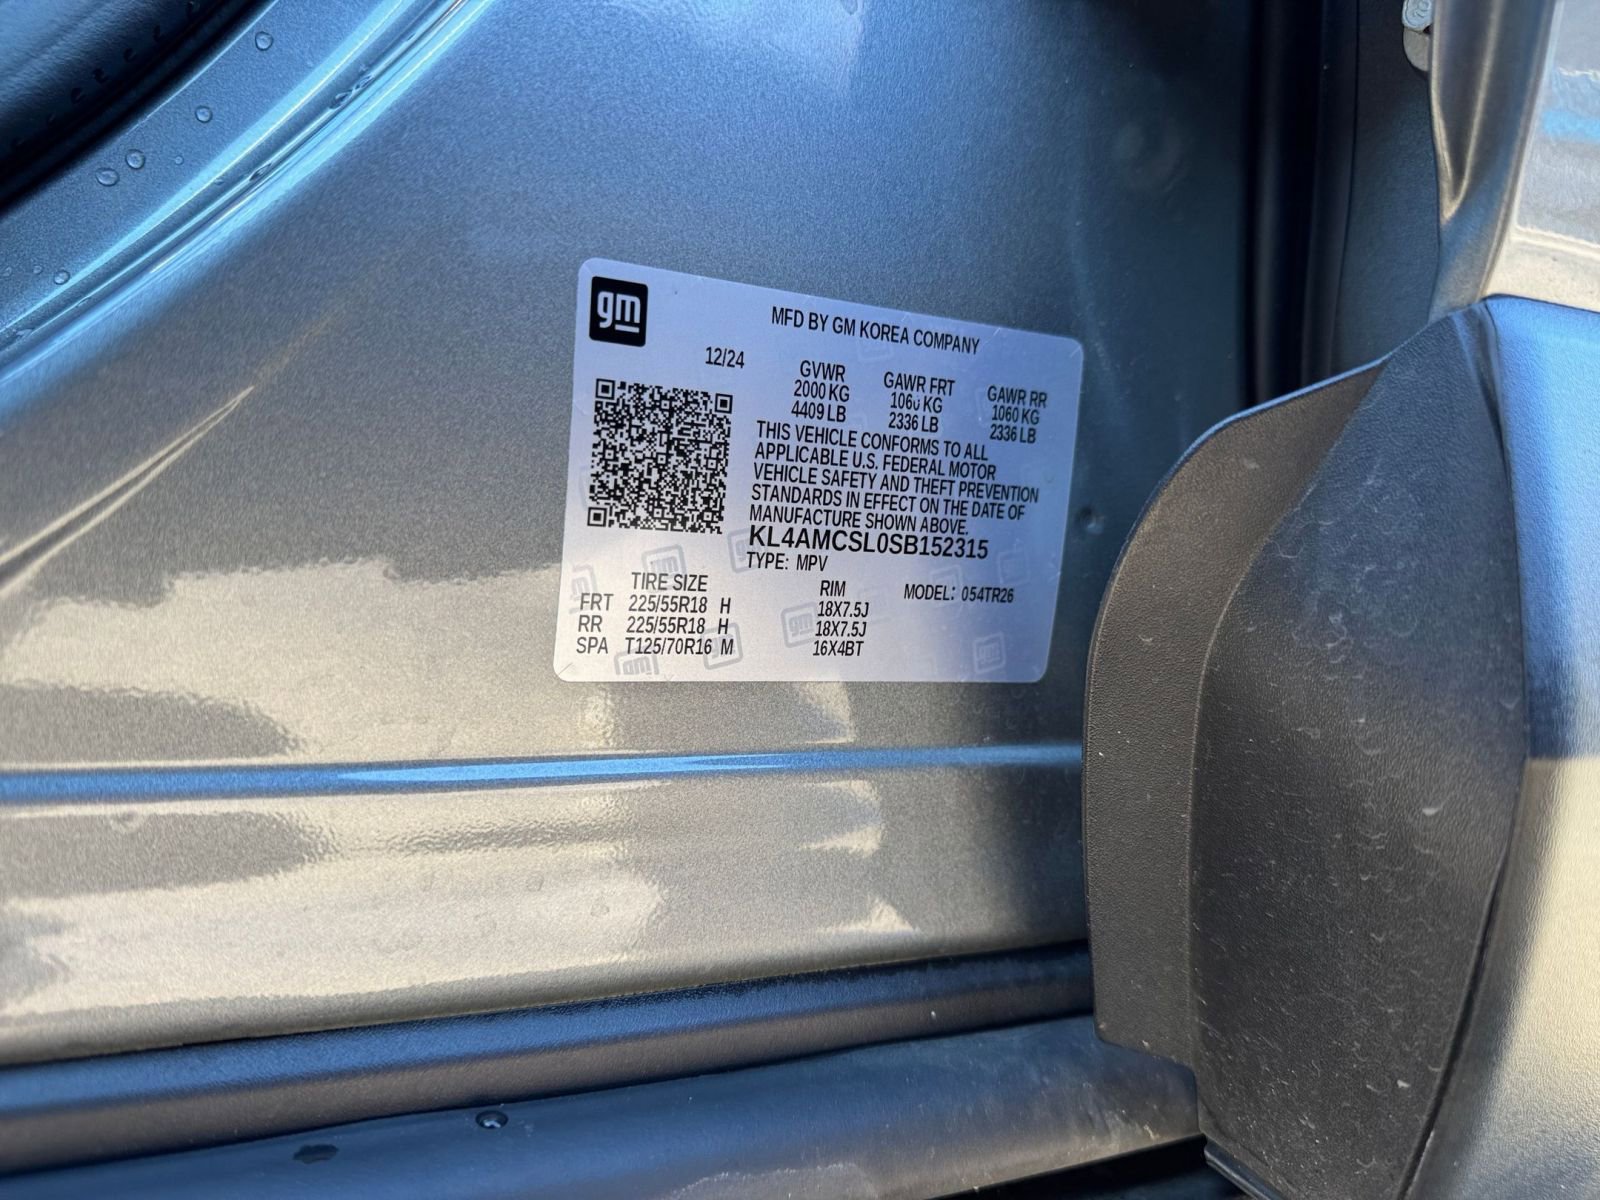 gm
MFD BY GM KOREA COMPANY
12/24
GVWR GAWR FRT GAWR RR
2000 KG 1060 KG 1060 KG
4409 LB 2336 LB 2336 LB
THIS VEHICLE CONFORMS TO ALL
APPLICABLE U.S. FEDERAL MOTOR
VEHICLE SAFETY AND THEFT PREVENTION
STANDARDS IN EFFECT ON THE DATE OF
MANUFACTURE SHOWN ABOVE.
KL4AMCSL0SB152315
TYPE: MPV
TIRE SIZE RIM MODEL: 054TR26
FRT 225/55R18 H 18X7.5J
RR 225/55R18 H 18X7.5J
SPA T125/70R16 M 16X4BT